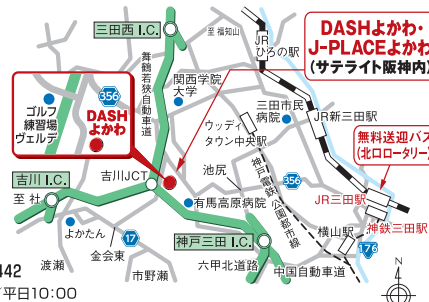 三田西 I.C.
至 福知山
JR
ひろの駅
DASHよかわ・
J-PLACEよかわ
(サテライト阪神内)
舞鶴若狭自動車道
関西学院
大学
356
DASH
よかわ
ゴルフ
練習場
ヴェルデ
三田市民
病院
JR新三田駅
ウッディ
タウン中央駅
無料送迎バス
(北口ロータリー)
吉川 I.C.
吉川JCT
池尻
神戸電鉄 公園都市線
356
JR三田駅
至 社
有馬高原病院
神鉄三田駅
よかたん
17
金会東
神戸三田 I.C.
横山駅
176
渡瀬
市野瀬
六甲北道路
中国自動車道
442
平日10:00
N